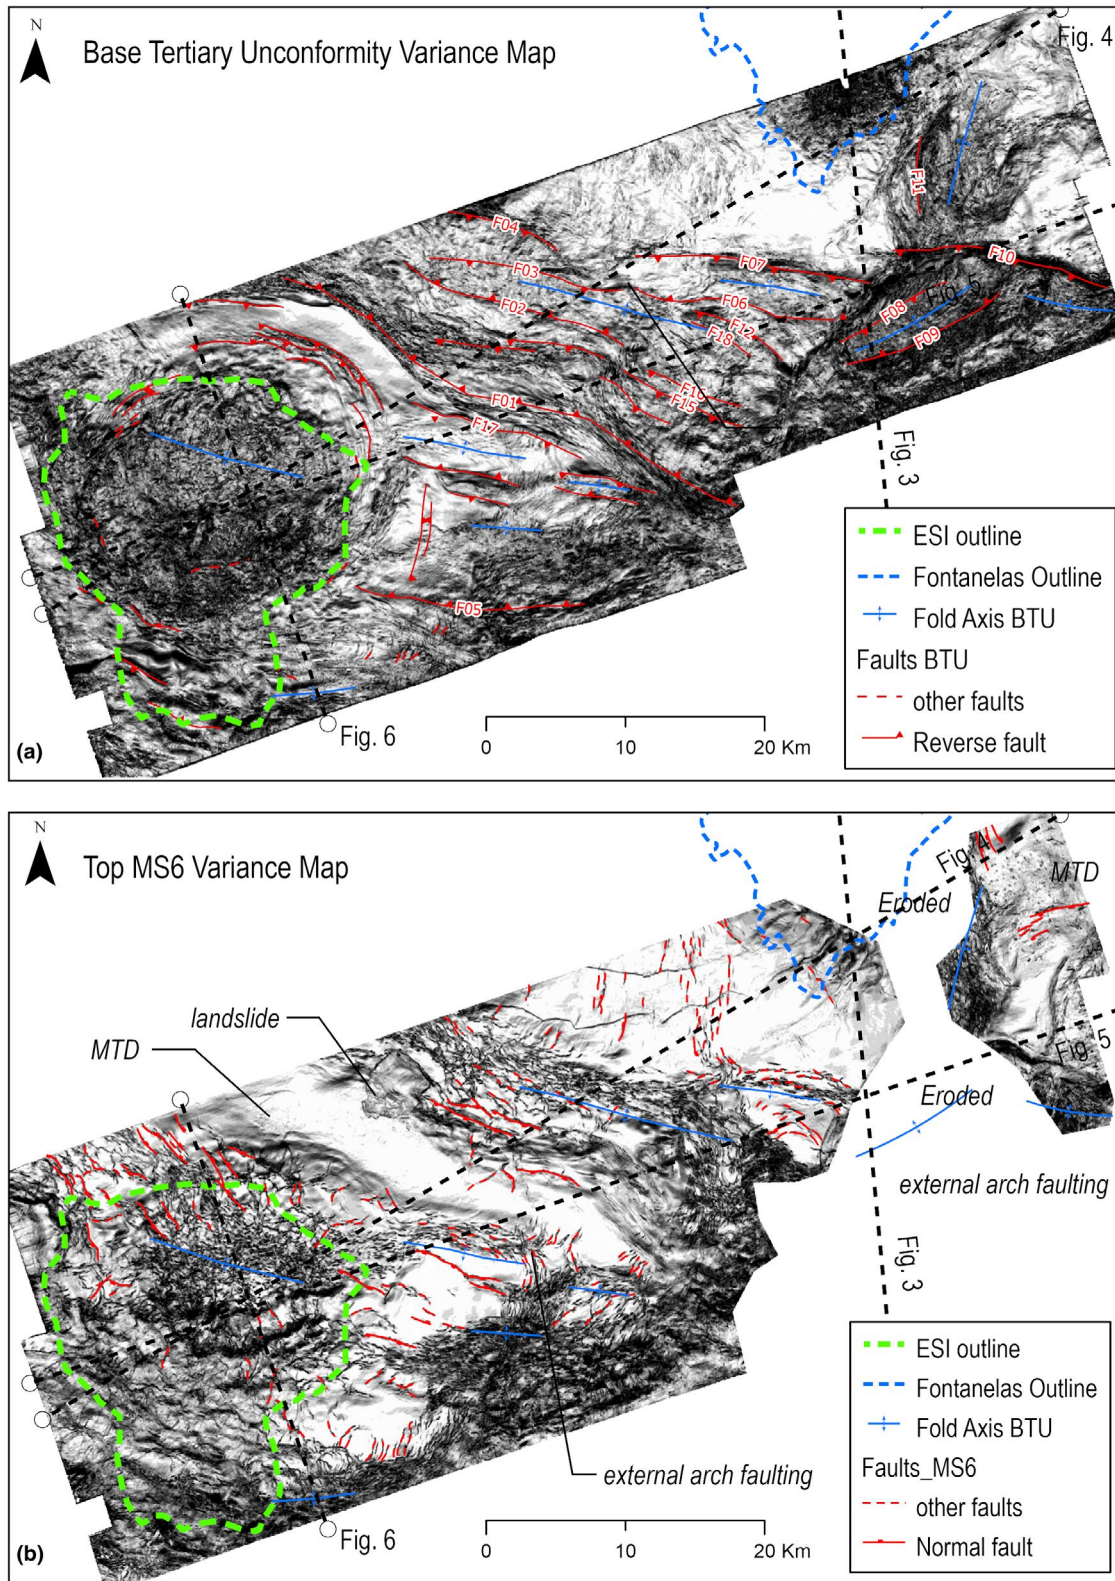 N
Base Tertiary Unconformity Variance Map
Fig. 4
F11
F04
F03
F07
F10
F02
F06
Fig. 5
F08
F12
F18
F09
F16
F01
F15
F17
Fig. 3
F05
ESI outline
Fontanelas Outline
Fold Axis BTU
Faults BTU
other faults
Reverse fault
Fig. 6
0 10 20 Km
(a)
N
Top MS6 Variance Map
Fig. 4
MTD
Eroded
landslide
MTD
Fig. 5
Eroded
external arch faulting
Fig. 3
ESI outline
Fontanelas Outline
Fold Axis BTU
Faults_MS6
other faults
Normal fault
external arch faulting
Fig. 6
0 10 20 Km
(b)